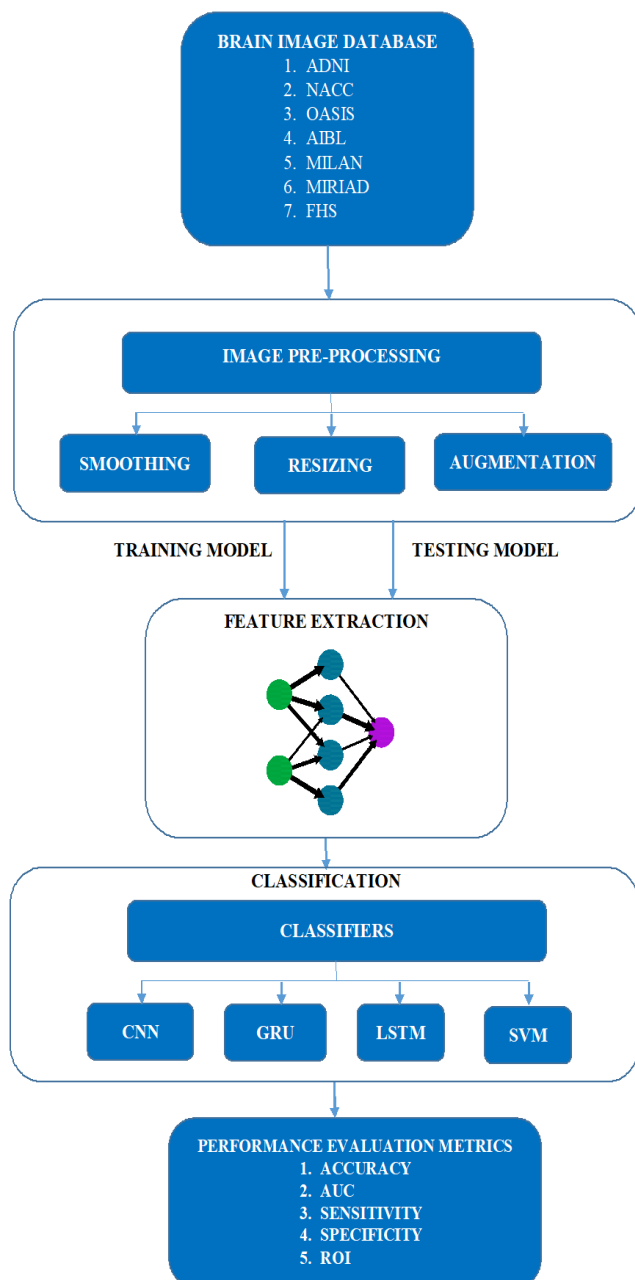 BRAIN IMAGE DATABASE
1. ADNI
2. NACC
3. OASIS
4. AIBL
5. MILAN
6. MIRIAD
7. FHS
IMAGE PRE-PROCESSING
SMOOTHING
RESIZING
AUGMENTATION
TRAINING MODEL
TESTING MODEL
FEATURE EXTRACTION
CLASSIFICATION
CLASSIFIERS
CNN
GRU
LSTM
SVM
PERFORMANCE EVALUATION METRICS
1. ACCURACY
2. AUC
3. SENSITIVITY
4. SPECIFICITY
5. ROI